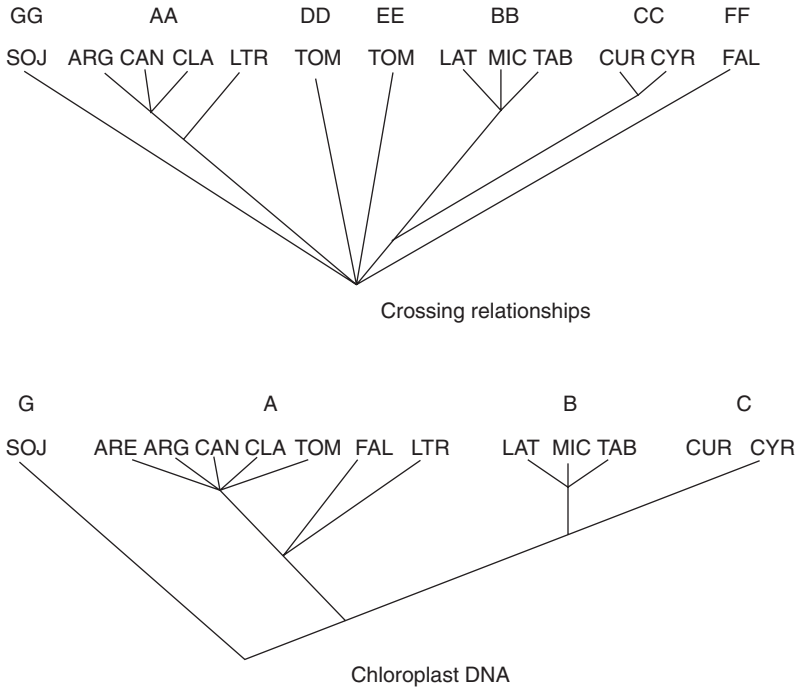 GG AA DD EE BB CC FF
SOJ ARG CAN CLA LTR TOM TOM LAT MIC TAB CUR CYR FAL
Crossing relationships
G A B C
SOJ ARE ARG CAN CLA TOM FAL LTR LAT MIC TAB CUR CYR
Chloroplast DNA